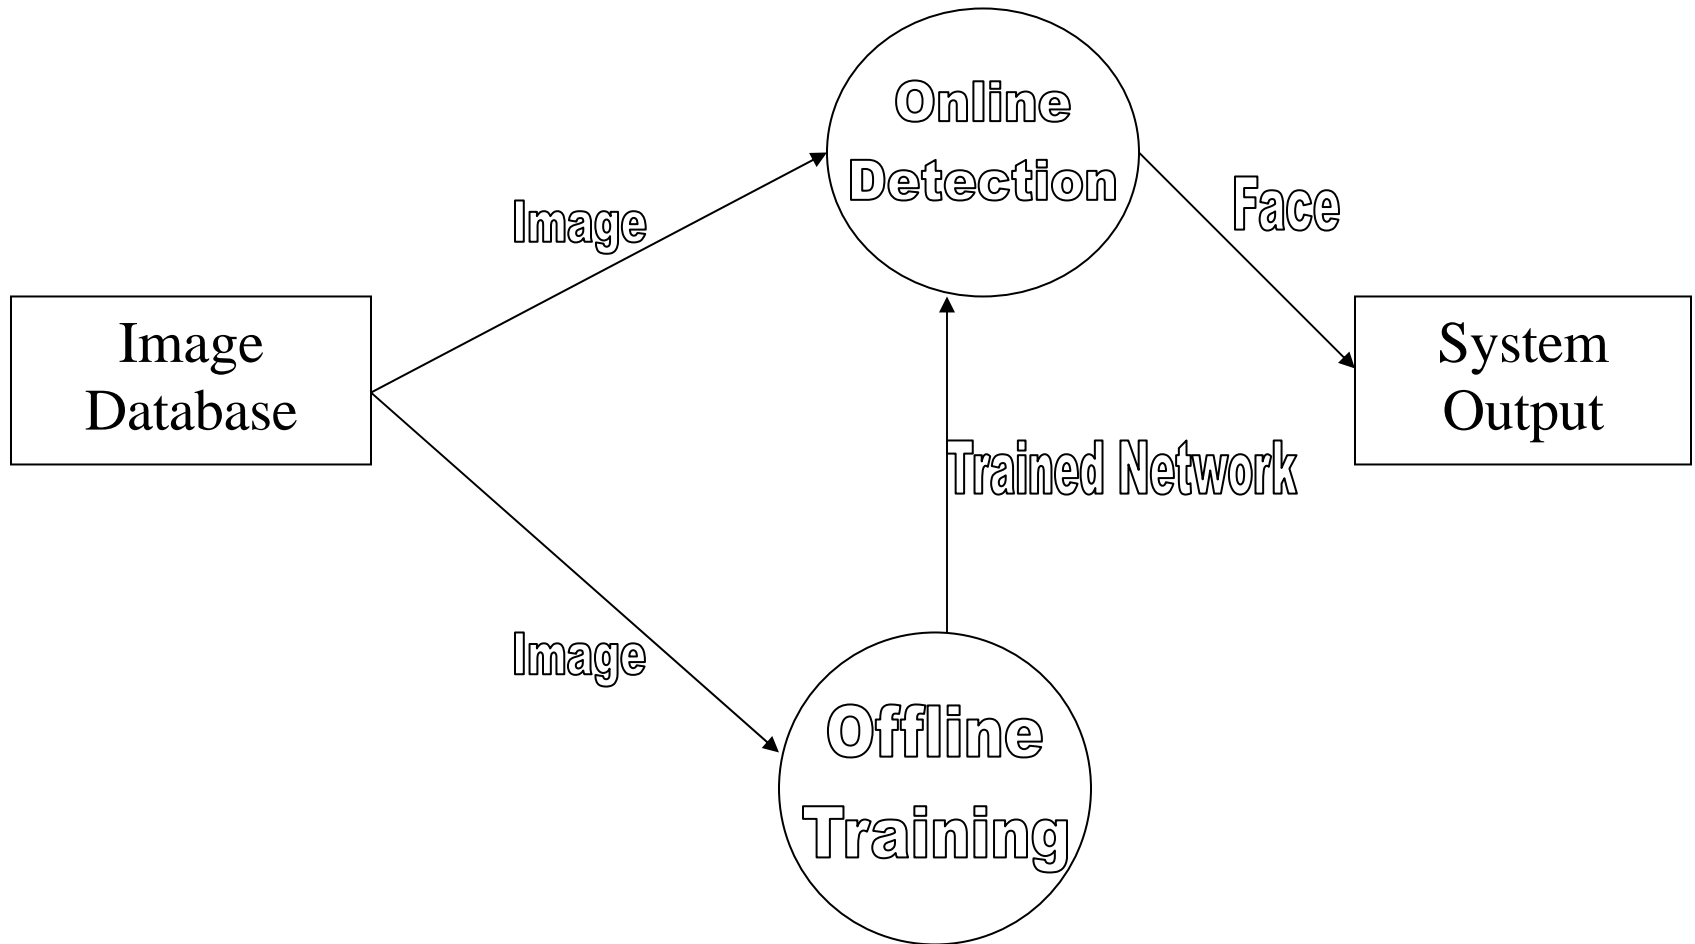 Online
Detection
Image
Face
Image
Database
System
Output
Trained Network
Image
Offline
Training